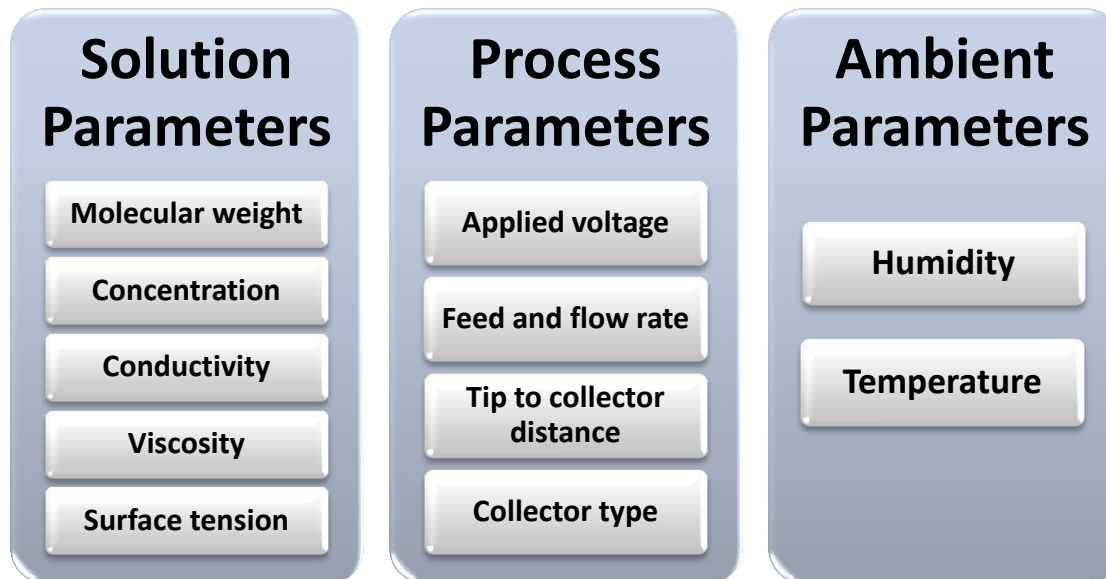 Solution
Parameters
Molecular weight
Concentration
Conductivity
Viscosity
Surface tension
Process
Parameters
Applied voltage
Feed and flow rate
Tip to collector
distance
Collector type
Ambient
Parameters
Humidity
Temperature